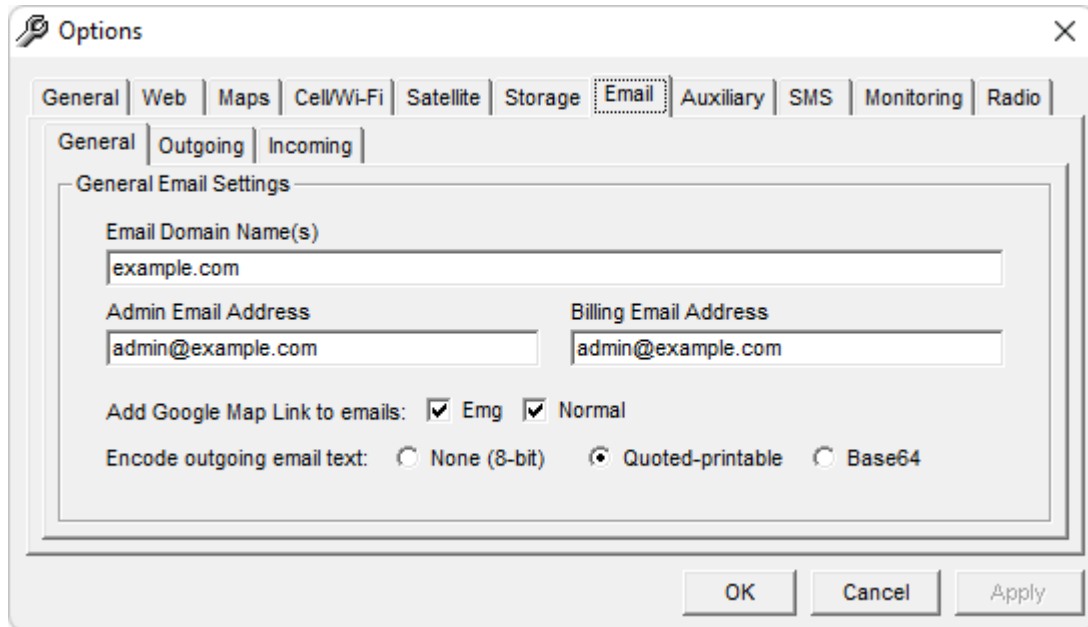 Options
General Web Maps Cell/Wi-Fi Satellite Storage Email Auxiliary SMS Monitoring Radio
General Outgoing Incoming
General Email Settings
Email Domain Name(s)
example.com
Admin Email Address Billing Email Address
admin@example.com admin@example.com
Add Google Map Link to emails: Emg Normal
Encode outgoing email text: None (8-bit) Quoted-printable Base64
OK Cancel Apply